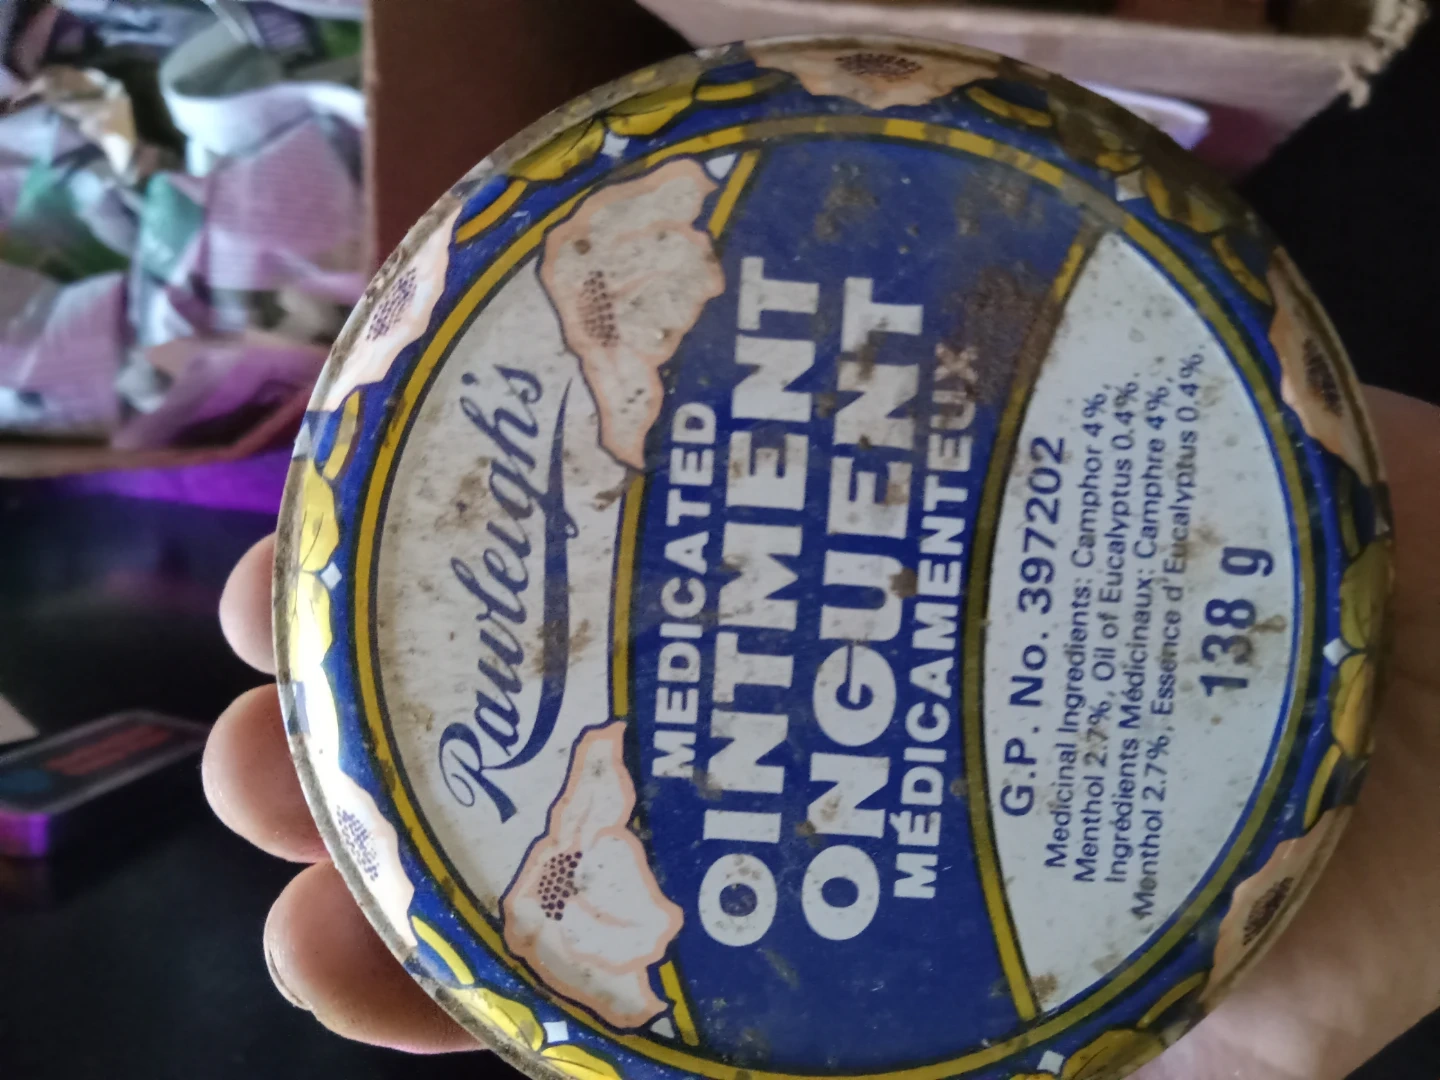 Rawleigh's
MEDICATED
OINTMENT
ONGUENT
MÉDICAMENTEUX
G.P. No. 397202
Medicinal Ingredients: Camphor 4%,
Menthol 2.7%, Oil of Eucalyptus 0.4%.
Ingrédients Médicinaux: Camphre 4%,
Menthol 2.7%, Essence d'Eucalyptus 0.4%.
138 g